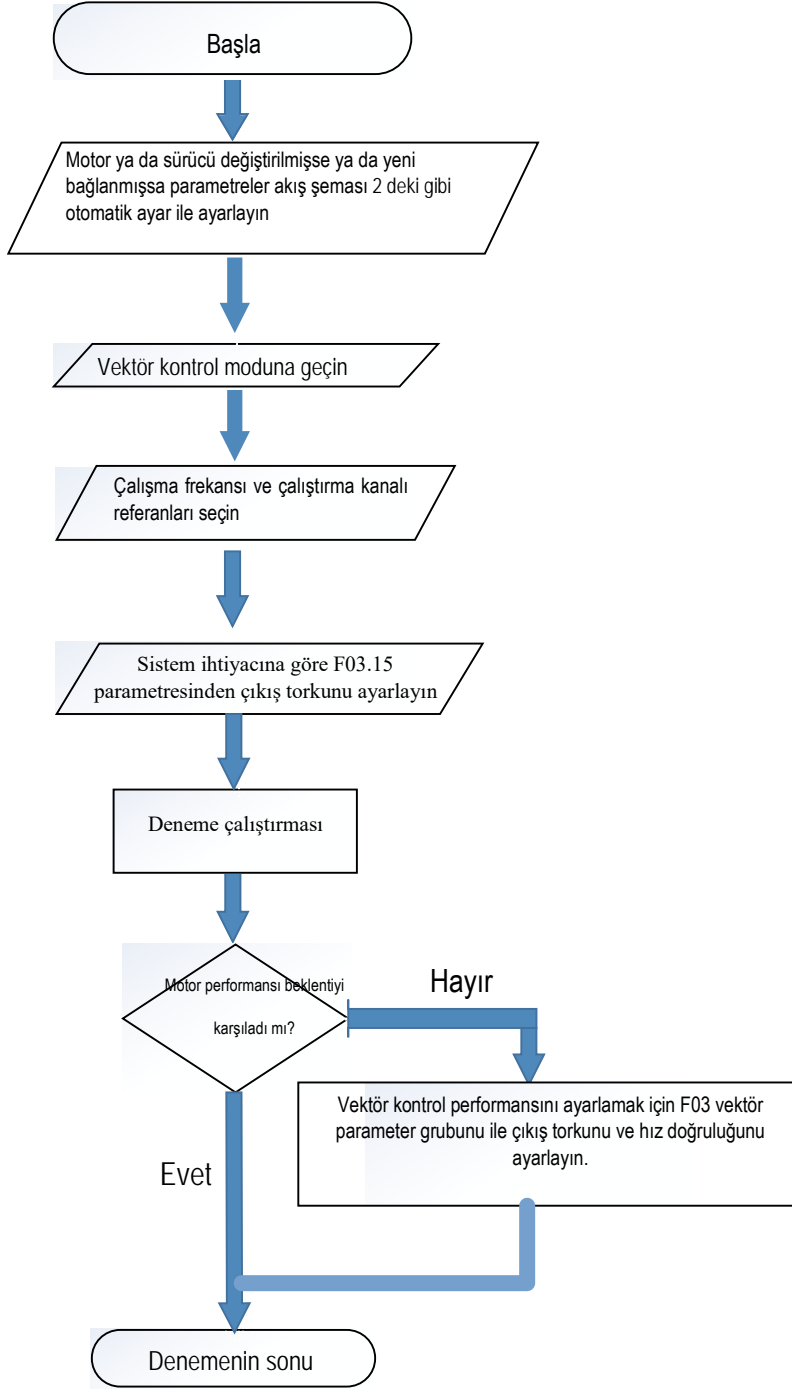 Başla
Motor ya da sürücü değiştirilmişse ya da yeni
bağlanmışsa parametreler akış şeması 2 deki gibi
otomatik ayar ile ayarlayın
Vektör kontrol moduna geçin
Çalışma frekansı ve çalıştırma kanalı
referanları seçin
Sistem ihtiyacına göre F03.15
parametresinden çıkış torkunu ayarlayın
Deneme çalıştırması
Motor performansı beklentiyi
karşıladı mı?
Hayır
Vektör kontrol performansını ayarlamak için F03 vektör
parameter grubunu ile çıkış torkunu ve hız doğruluğunu
ayarlayın.
Evet
Denemenin sonu